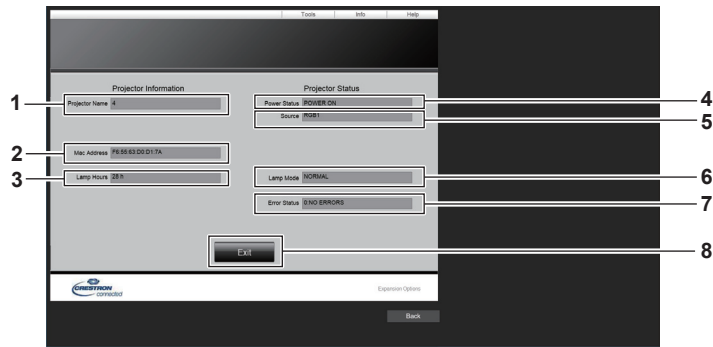 Tools Info Help
Projector Information
Projector Status
1
Projector Name 4
Power Status POWER ON
4
Source RGB1
5
2
Mac Address F6:55:63:D0:D1:7A
3
Lamp Hours 28 h
Lamp Mode NORMAL
6
Error Status 0:NO ERRORS
7
Exit
8
CRESTRON
connected
Expansion Options
Back